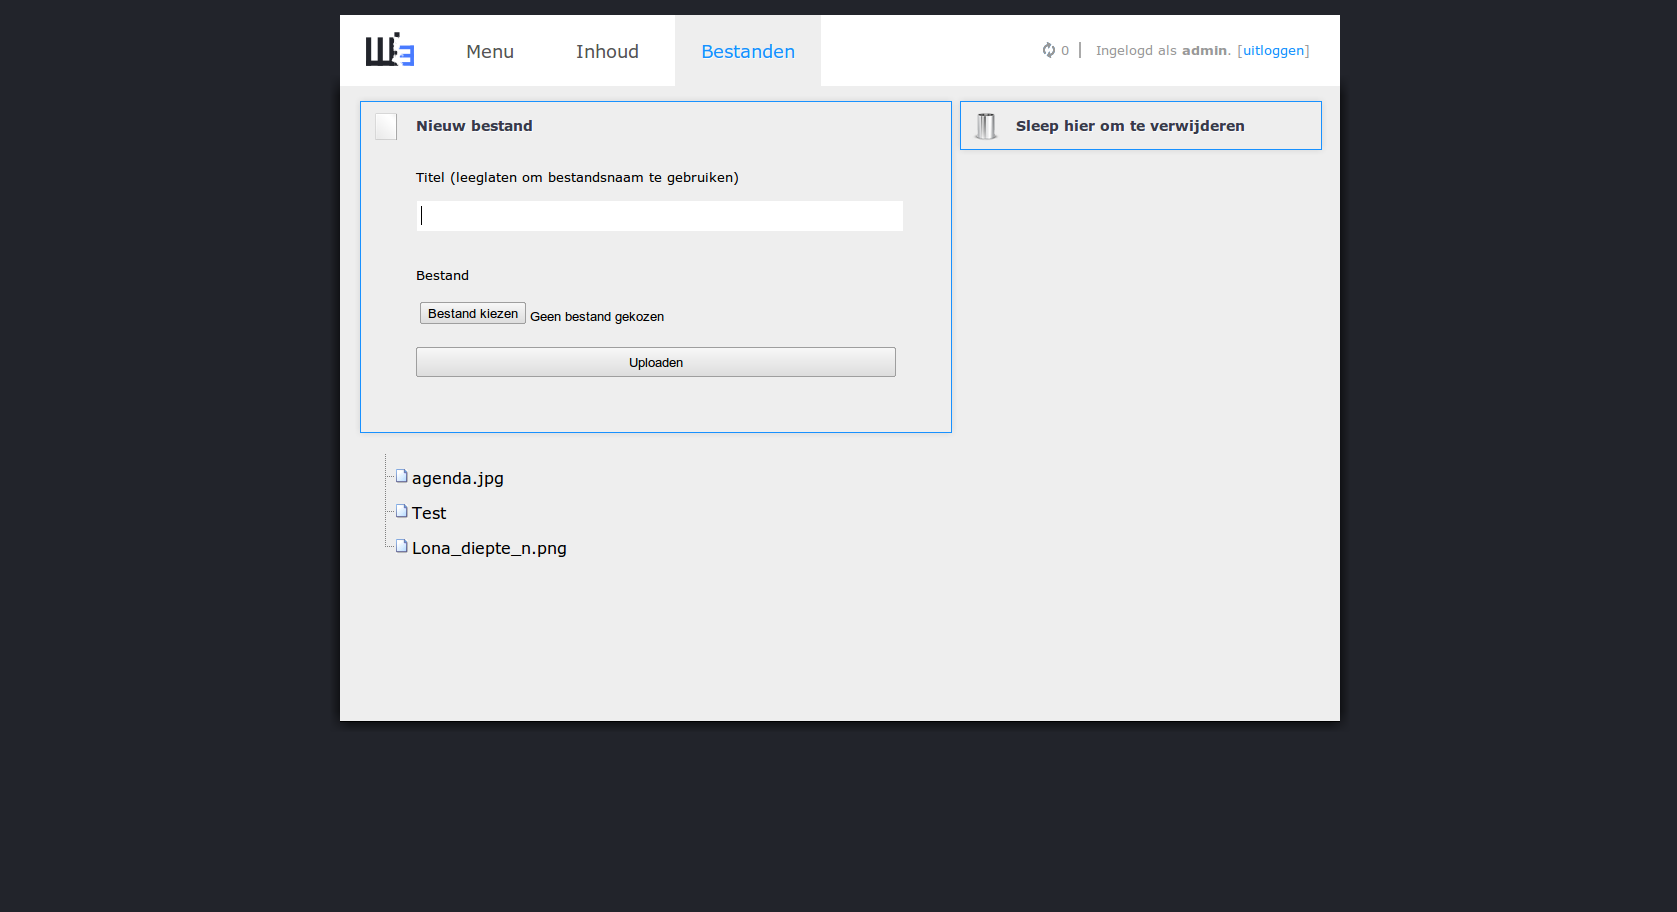 Menu Inhoud Bestanden 0 | Ingelogd als admin. [uitloggen]
Nieuw bestand
Sleep hier om te verwijderen
Titel (leeglaten om bestandsnaam te gebruiken)
Bestand
Bestand kiezen Geen bestand gekozen
Uploaden
agenda.jpg
Test
Lona_diepte_n.png